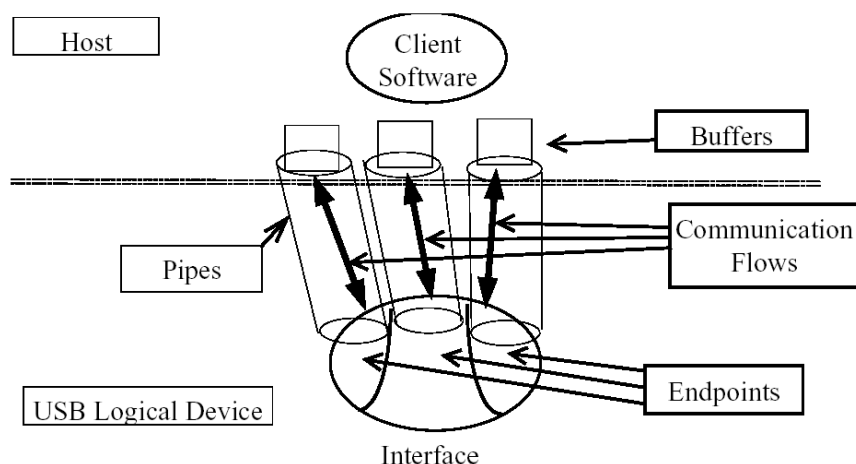 Host
Client
Software
Buffers
Communication
Flows
Pipes
Endpoints
USB Logical Device
Interface